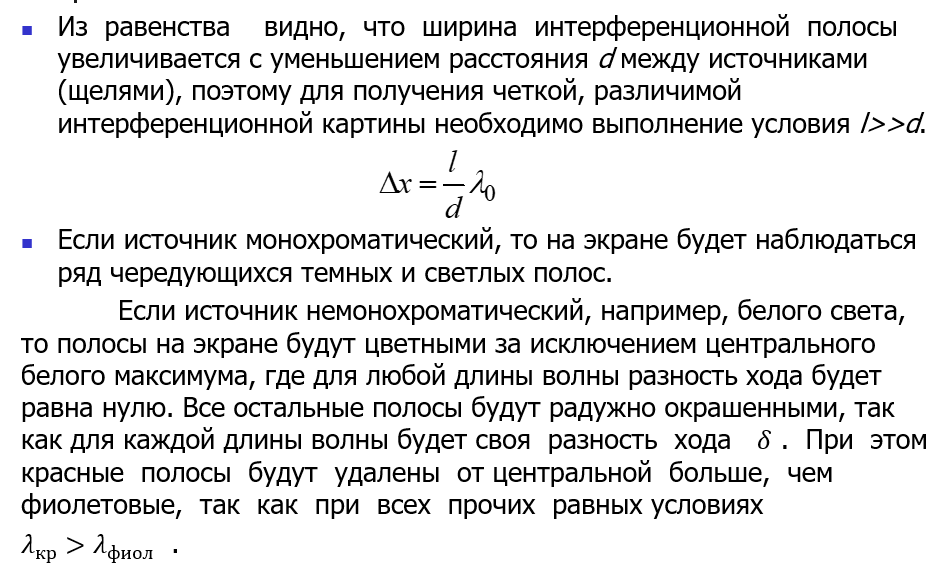 ▪ Из равенства видно, что ширина интерференционной полосы
увеличивается с уменьшением расстояния d между источниками
(щелями), поэтому для получения четкой, различимой
интерференционной картины необходимо выполнение условия l>>d.
Δx = l/d λ₀
▪ Если источник монохроматический, то на экране будет наблюдаться
ряд чередующихся темных и светлых полос.
Если источник немонохроматический, например, белого света,
то полосы на экране будут цветными за исключением центрального
белого максимума, где для любой длины волны разность хода будет
равна нулю. Все остальные полосы будут радужно окрашенными, так
как для каждой длины волны будет своя разность хода δ . При этом
красные полосы будут удалены от центральной больше, чем
фиолетовые, так как при всех прочих равных условиях
λкр > λфиол .